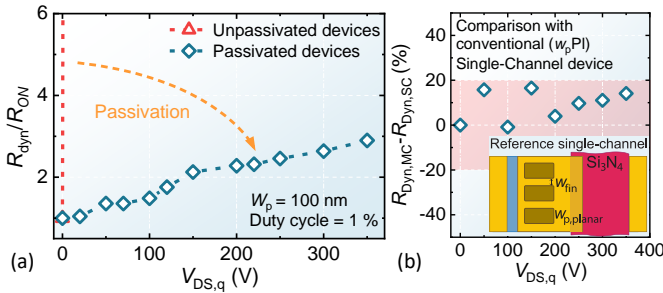 Unpassivated devices
Passivated devices
Passivation
W_p = 100 nm
Duty cycle = 1 %
R_dyn/R_ON
6
4
2
0
100
200
300
V_DS,q (V)
(a)
Comparison with
conventional (w_pPl)
Single-Channel device
R_Dyn,MC-R_Dyn,SC (%)
40
20
0
-20
-50
Reference single-channel
Si₃N₄
w_fin
w_p,planar
0
100
200
300
400
V_DS,q (V)
(b)